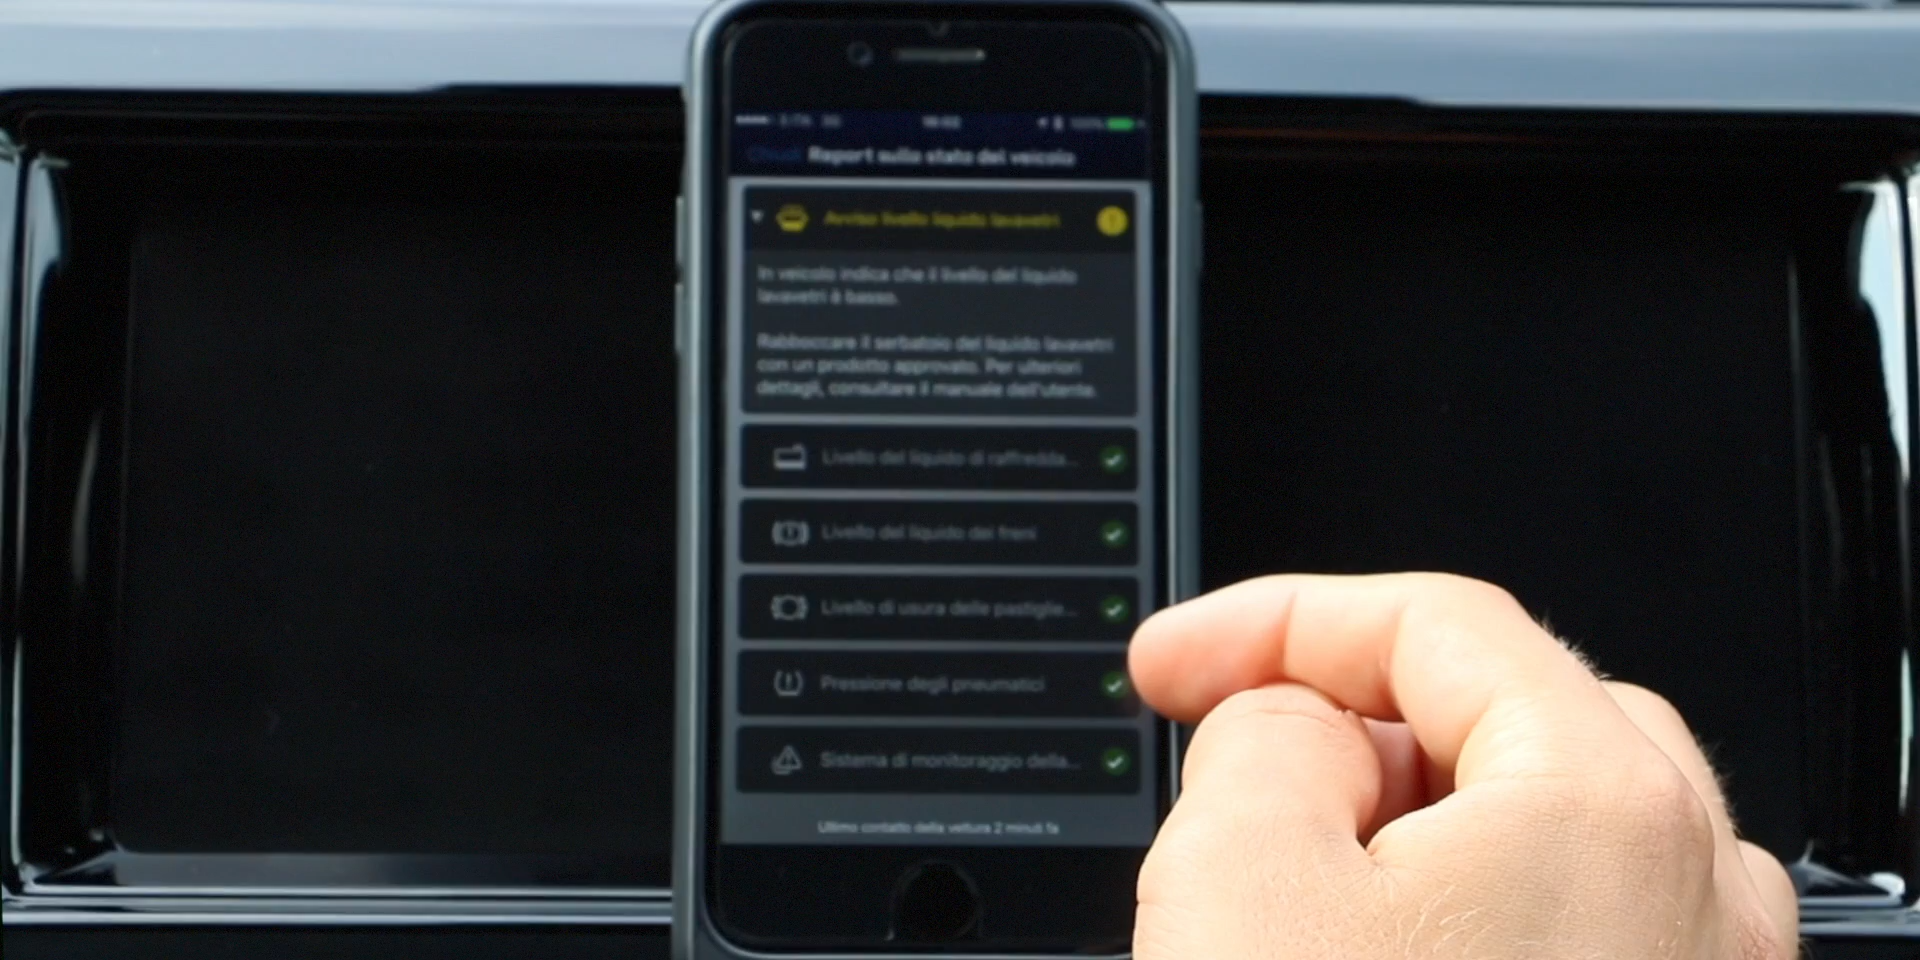 Chiudi Report sullo stato del veicolo
Avviso livello liquido lavavetri
In veicolo indica che il livello del liquido
lavavetri è basso.
Rabboccare il serbatoio del liquido lavavetri
con un prodotto approvato. Per ulteriori
dettagli, consultare il manuale dell'utente.
Livello del liquido di raffredda...
Livello del liquido dei freni
Livello di usura delle pastiglie...
Pressione degli pneumatici
Sistema di monitoraggio della...
Ultimo contatto della vettura 2 minuti fa